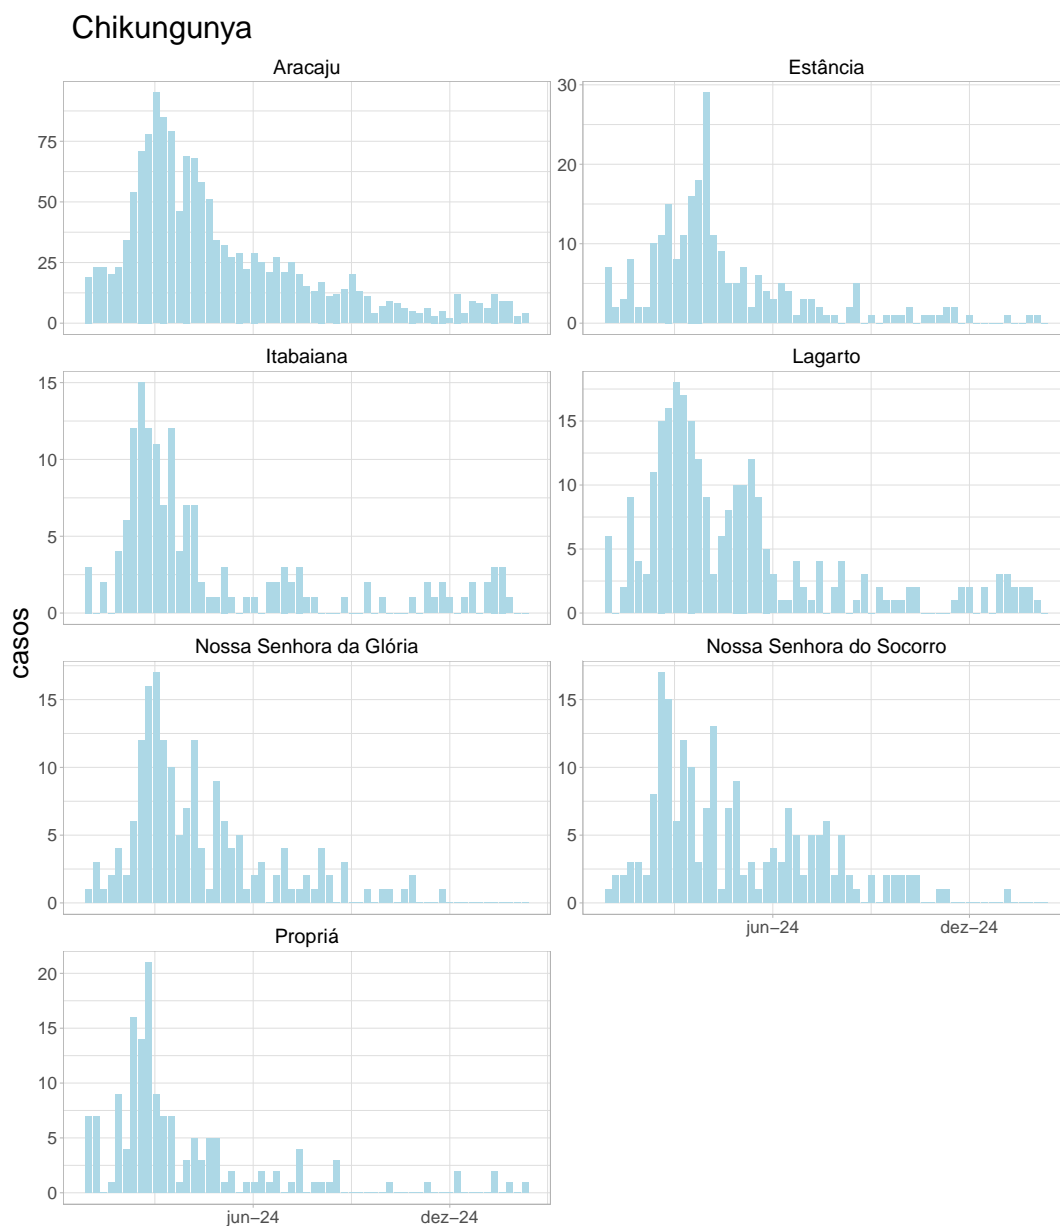 Chikungunya
Aracaju
Estância
75
50
25
0
30
20
10
0
Itabaiana
Lagarto
15
10
5
0
15
10
5
0
casos
Nossa Senhora da Glória
Nossa Senhora do Socorro
15
10
5
0
15
10
5
0
jun−24
dez−24
Propriá
20
15
10
5
0
jun−24
dez−24